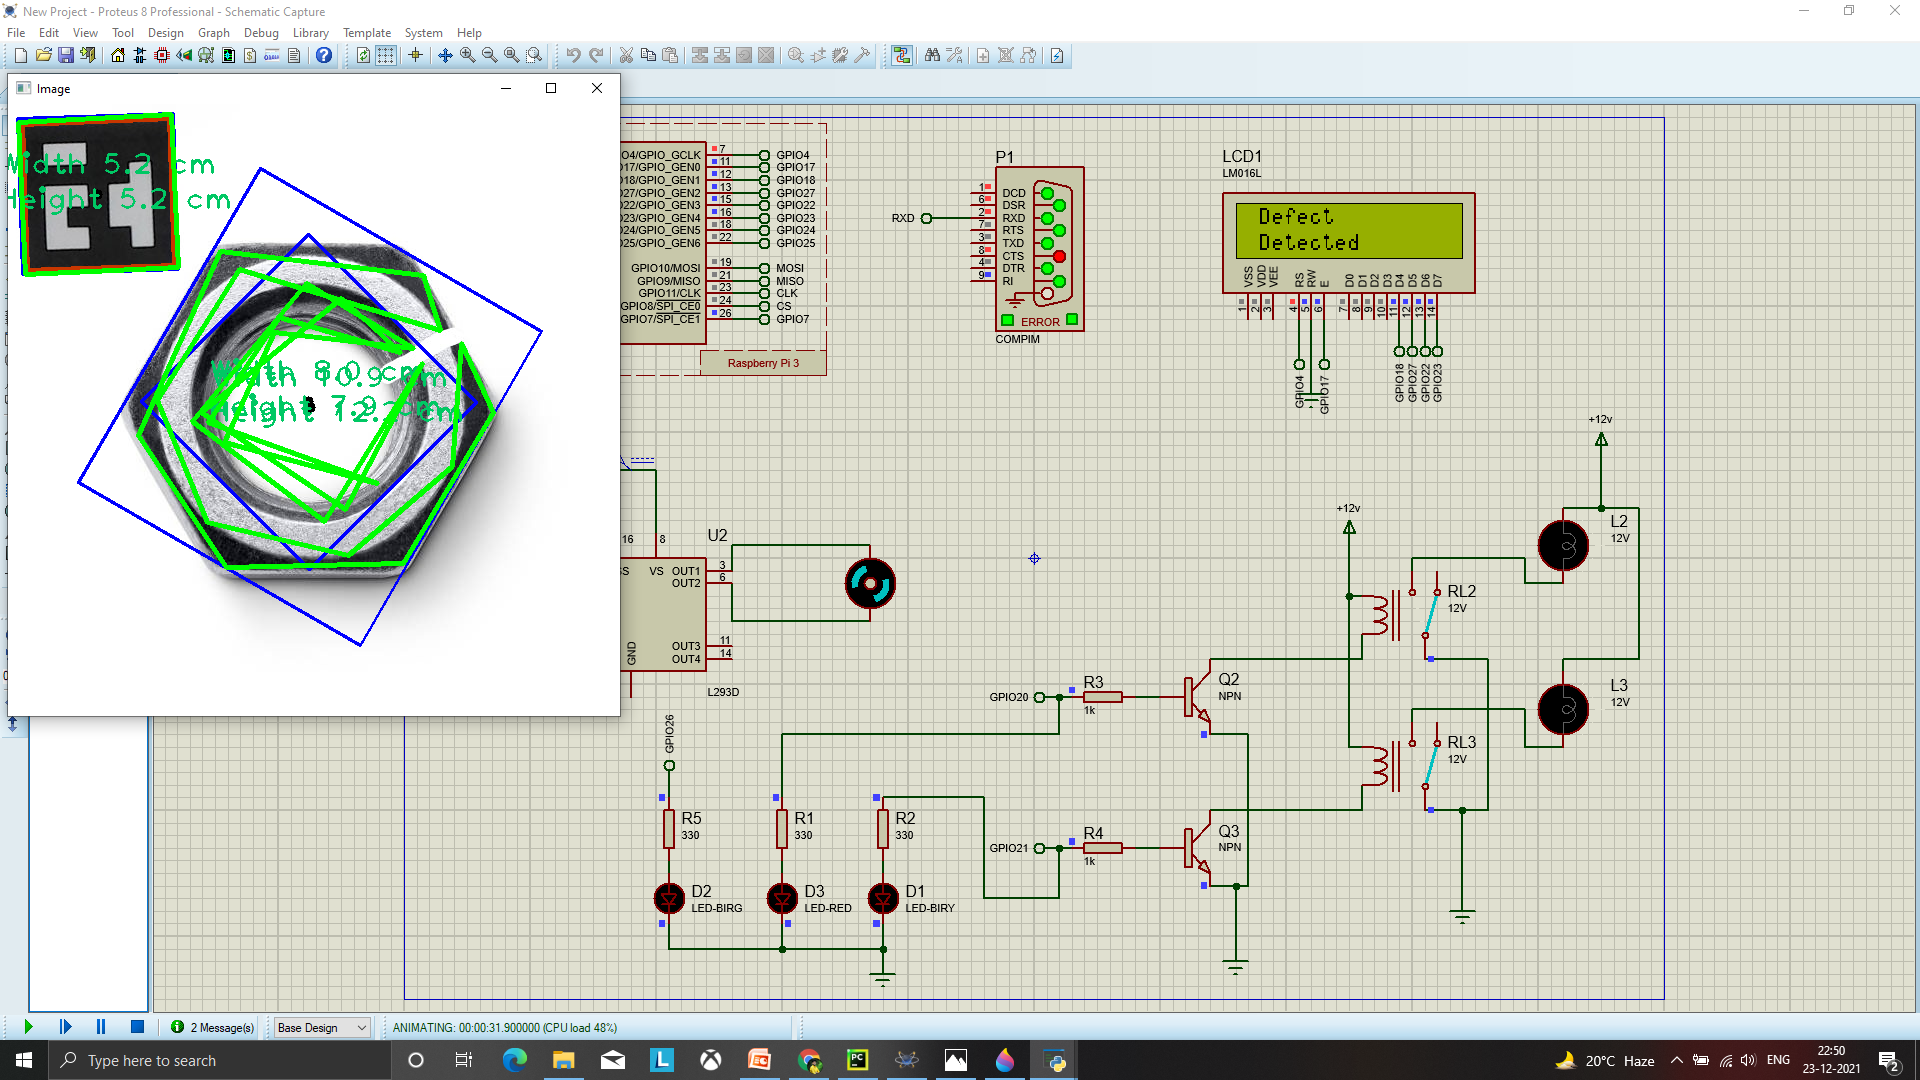 New Project - Proteus 8 Professional - Schematic Capture
File Edit View Tool Design Graph Debug Library Template System Help
Image
Width 5.2 cm
Height 5.2 cm
Width
Height
O4/GPIO_GCLK 7 GPIO4
017/GPIO_GEN0 11 GPIO17
18/GPIO_GEN1 12 GPIO18
27/GPIO_GEN2 13 GPIO27
22/GPIO_GEN3 15 GPIO22
23/GPIO_GEN4 16 GPIO23
24/GPIO_GEN5 18 GPIO24
25/GPIO_GEN6 22 GPIO25
GPIO10/MOSI 19 MOSI
GPIO9/MISO 21 MISO
GPIO11/CLK 23 CLK
GPIO8/SPI_CE0 24 CS
GPIO7/SPI_CE1 26 GPIO7
Raspberry Pi 3
P1
RXD
1 DCD
6 DSR
2 RXD
7 RTS
3 TXD
8 CTS
4 DTR
9 RI
ERROR
COMPIM
LCD1
LM016L
Defect
Detected
VSS VDD VEE RS RW E D0 D1 D2 D3 D4 D5 D6 D7
1 2 3 4 5 6 7 8 9 10 11 12 13 14
GPIO4 GPIO17 GPIO18 GPIO27 GPIO22 GPIO23
+12v
+12v
L2
12V
RL2
12V
L3
12V
RL3
12V
16 8
U2
S VS OUT1 3
OUT2 6
OUT3 11
OUT4 14
GND
L293D
GPIO20
R3
1k
Q2
NPN
GPIO26
R5
330
R1
330
R2
330
GPIO21
R4
1k
Q3
NPN
D2
LED-BIRG
D3
LED-RED
D1
LED-BIRY
2 Message(s)
Base Design
ANIMATING: 00:00:31.900000 (CPU load 48%)
Type here to search
20°C Haze
ENG
22:50
23-12-2021
2